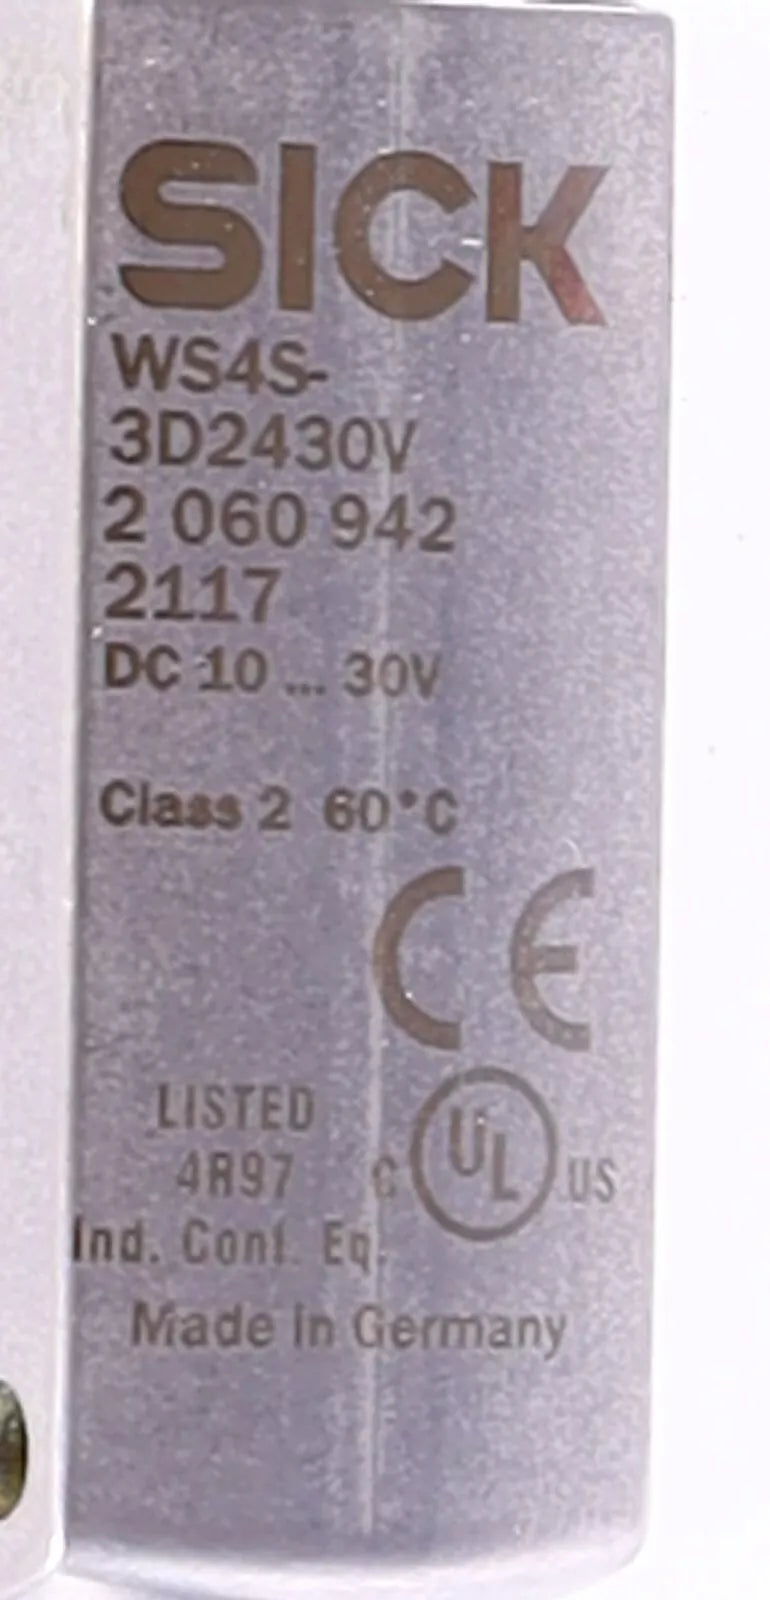 SICK
WS4S-
3D2430V
2 060 942
2117
DC 10 ... 30V
Class 2 60°C
CE
LISTED
4R97
c UL US
Ind. Cont. Eq.
Made in Germany